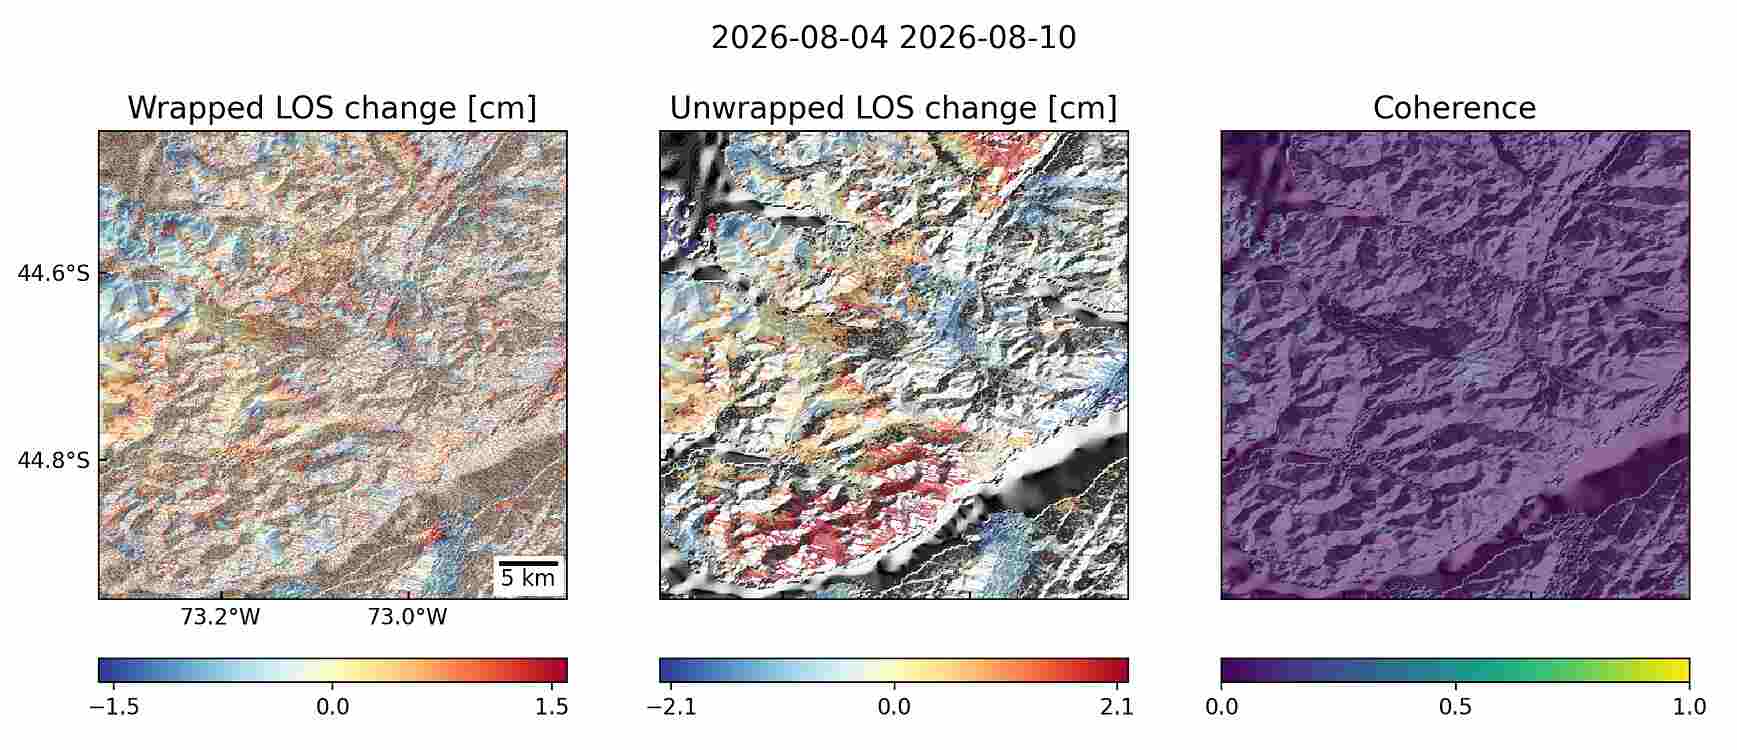 2026-08-04 2026-08-10
Wrapped LOS change [cm]
Unwrapped LOS change [cm]
Coherence
44.6°S
44.8°S
5 km
73.2°W
73.0°W
−1.5
0.0
1.5
−2.1
0.0
2.1
0.0
0.5
1.0